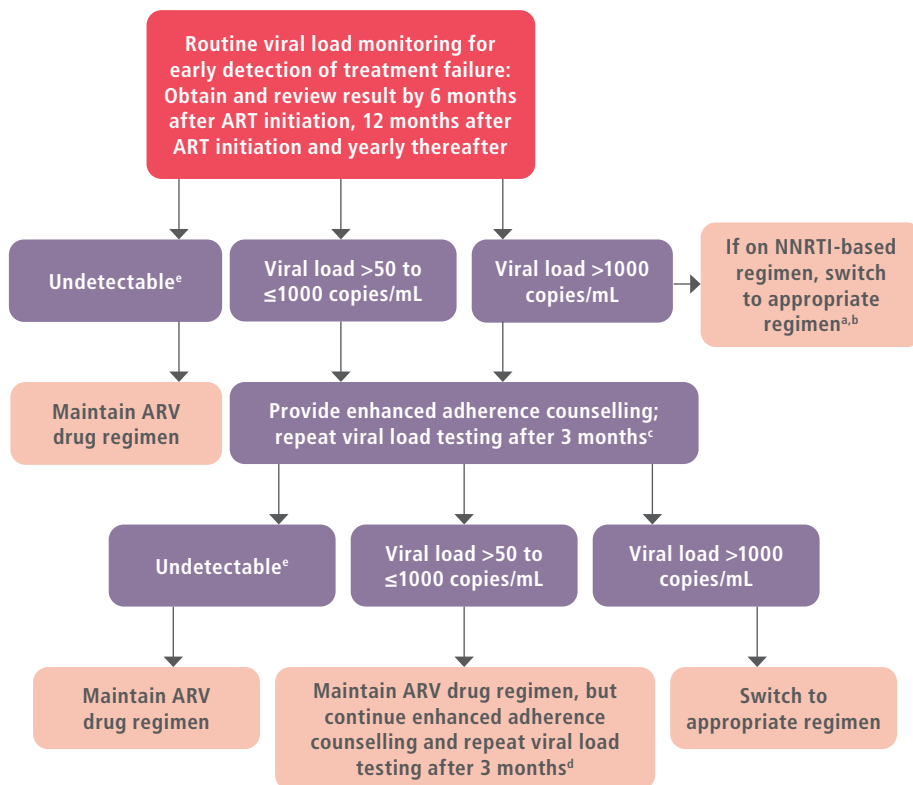 Routine viral load monitoring for
early detection of treatment failure:
Obtain and review result by 6 months
after ART initiation, 12 months after
ART initiation and yearly thereafter
Undetectableᵉ
Viral load >50 to
≤1000 copies/mL
Viral load >1000
copies/mL
If on NNRTI-based
regimen, switch
to appropriate
regimenᵃ,ᵇ
Maintain ARV
drug regimen
Provide enhanced adherence counselling;
repeat viral load testing after 3 monthsᶜ
Undetectableᵉ
Viral load >50 to
≤1000 copies/mL
Viral load >1000
copies/mL
Maintain ARV
drug regimen
Maintain ARV drug regimen, but
continue enhanced adherence
counselling and repeat viral load
testing after 3 monthsᵈ
Switch to
appropriate regimen